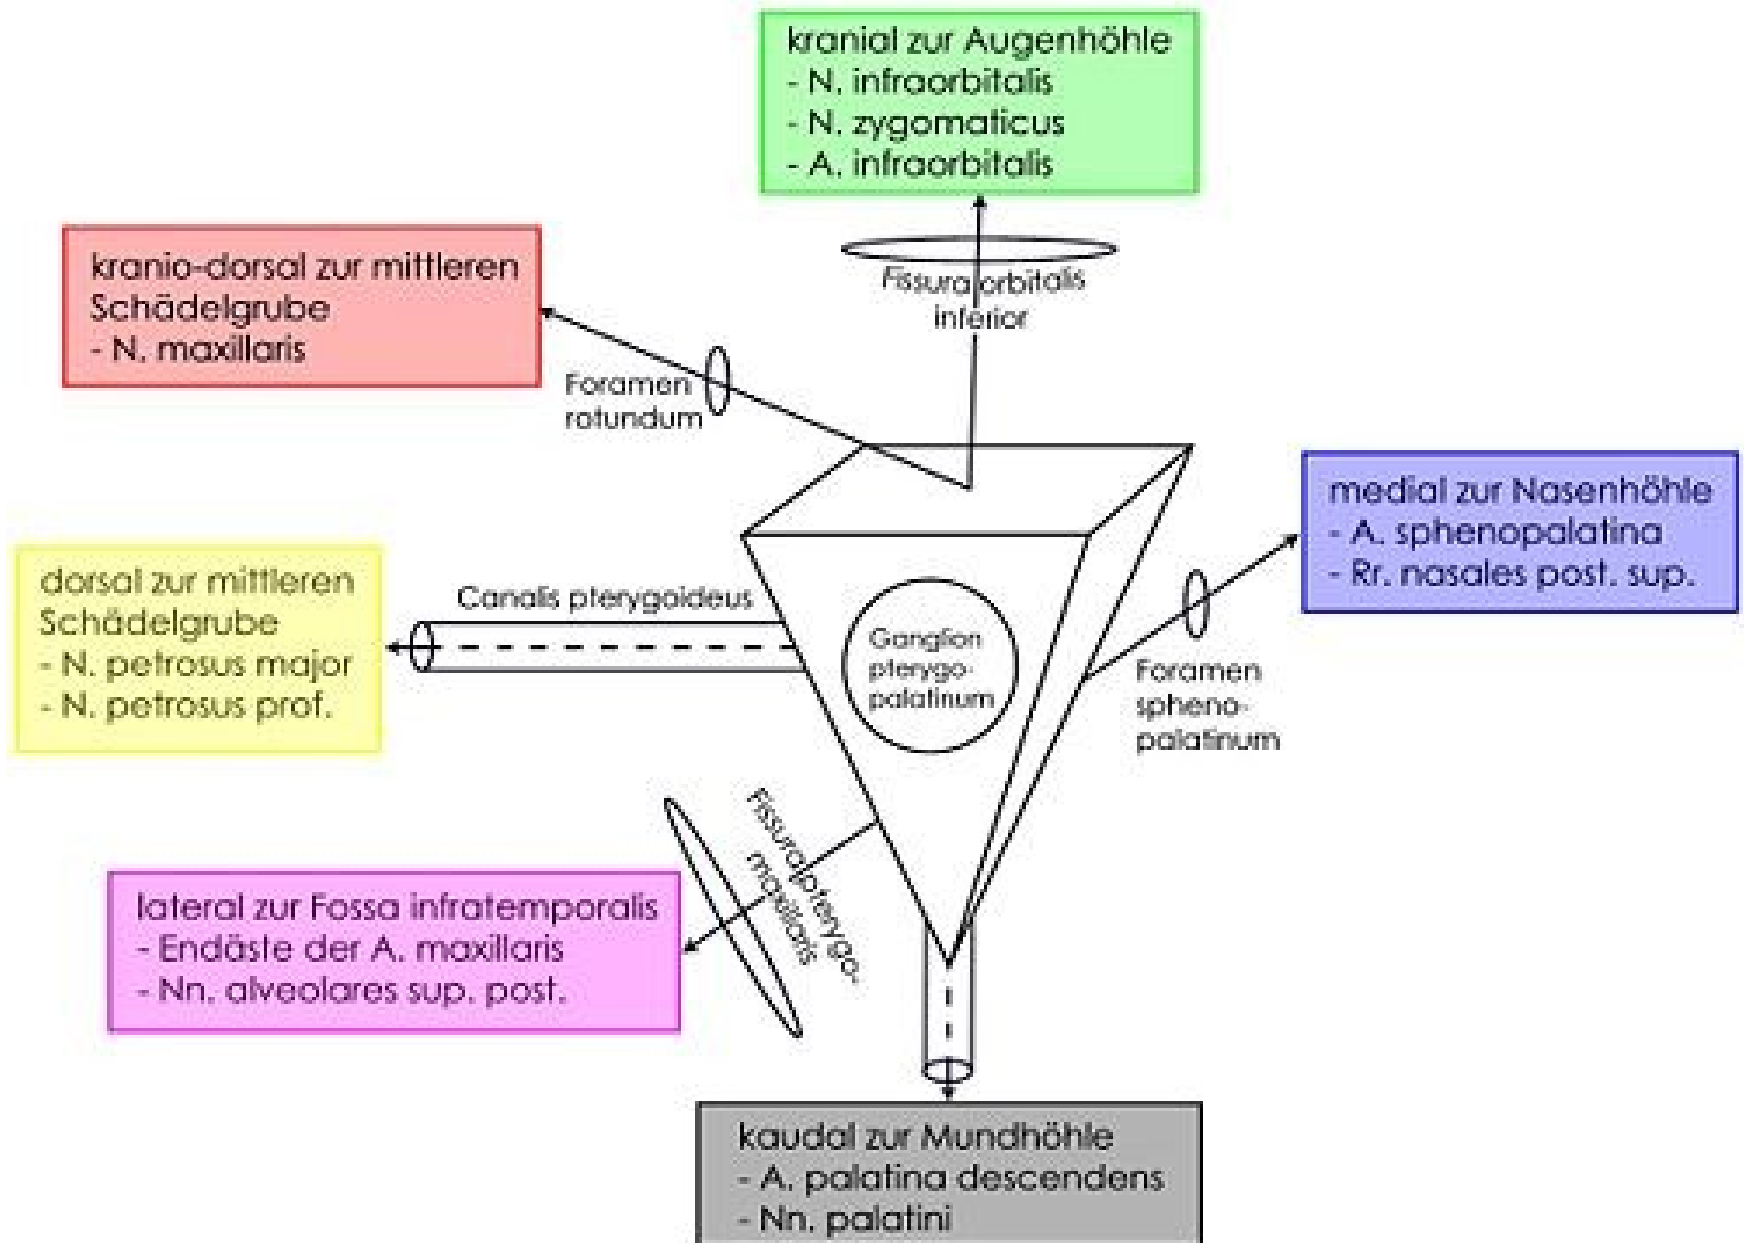 kranial zur Augenhöhle
- N. infraorbitalis
- N. zygomaticus
- A. infraorbitalis
Fissura orbitalis
inferior
kranio-dorsal zur mittleren
Schädelgrube
- N. maxillaris
Foramen
rotundum
medial zur Nasenhöhle
- A. sphenopalatina
- Rr. nasales post. sup.
Foramen
spheno-
palatinum
dorsal zur mittleren
Schädelgrube
- N. petrosus major
- N. petrosus prof.
Canalis pterygoideus
Ganglion
pterygo-
palatinum
Fissura pterygo-
maxillaris
lateral zur Fossa infratemporalis
- Endäste der A. maxillaris
- Nn. alveolares sup. post.
kaudal zur Mundhöhle
- A. palatina descendens
- Nn. palatini